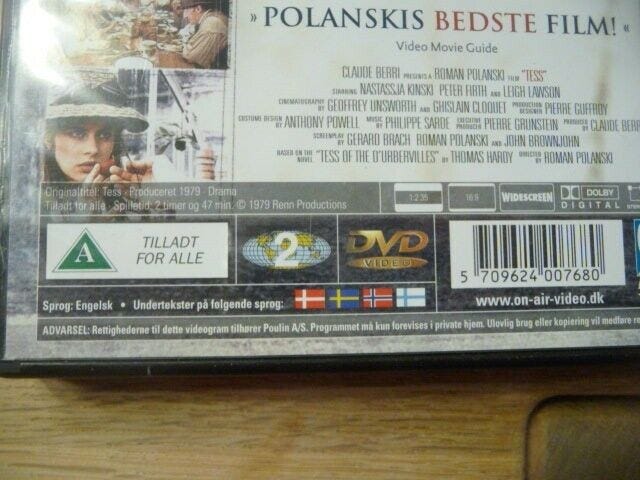 » POLANSKIS BEDSTE FILM! «
Video Movie Guide
CLAUDE BERRI PRESENTS A ROMAN POLANSKI FILM "TESS"
STARRING NASTASSJA KINSKI PETER FIRTH AND LEIGH LAWSON
CINEMATOGRAPHY BY GEOFFREY UNSWORTH AND GHISLAIN CLOQUET PRODUCTION DESIGNER PIERRE GUFFROY
COSTUME DESIGN BY ANTHONY POWELL MUSIC BY PHILIPPE SARDE EXECUTIVE PRODUCER PIERRE GRUNSTEIN PRODUCED BY CLAUDE BERRI
SCREENPLAY BY GERARD BRACH ROMAN POLANSKI AND JOHN BROWNJOHN
BASED ON THE NOVEL "TESS OF THE D'URBERVILLES" BY THOMAS HARDY DIRECTED BY ROMAN POLANSKI
Originaltitel: Tess - Produceret 1979 - Drama
Tilladt for alle - Spilletid: 2 timer og 47 min. © 1979 Renn Productions
1:2.35
16:9
WIDESCREEN
DOLBY
DIGITAL
A
TILLADT
FOR ALLE
2
DVD
VIDEO
5 709624 007680
www.on-air-video.dk
Sprog: Engelsk • Undertekster på følgende sprog:
ADVARSEL: Rettighederne til dette videogram tilhører Poulin A/S. Programmet må kun forevises i private hjem. Ulovlig brug eller kopiering vil medføre